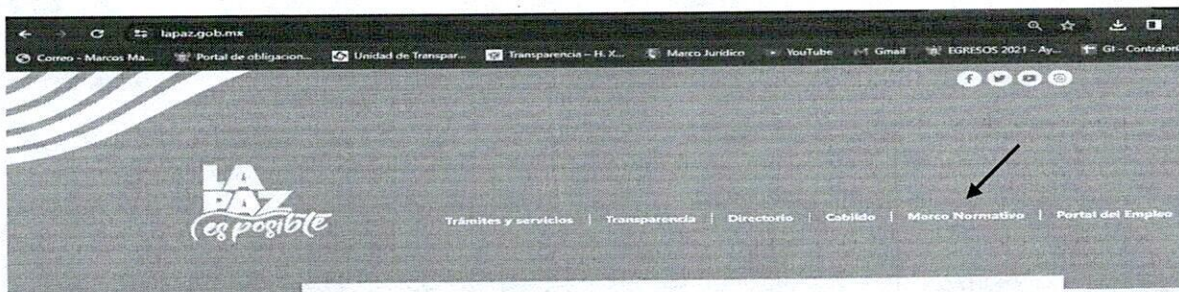 lapaz.gob.mx
Correo - Marcos Ma... Portal de obligacion... Unidad de Transpar... Transparencia – H. X... Marco Jurídico YouTube Gmail EGRESOS 2021 - Ay... GI - Contralorí
LA
PAZ
es posible
Trámites y servicios | Transparencia | Directorio | Cabildo | Marco Normativo | Portal del Empleo